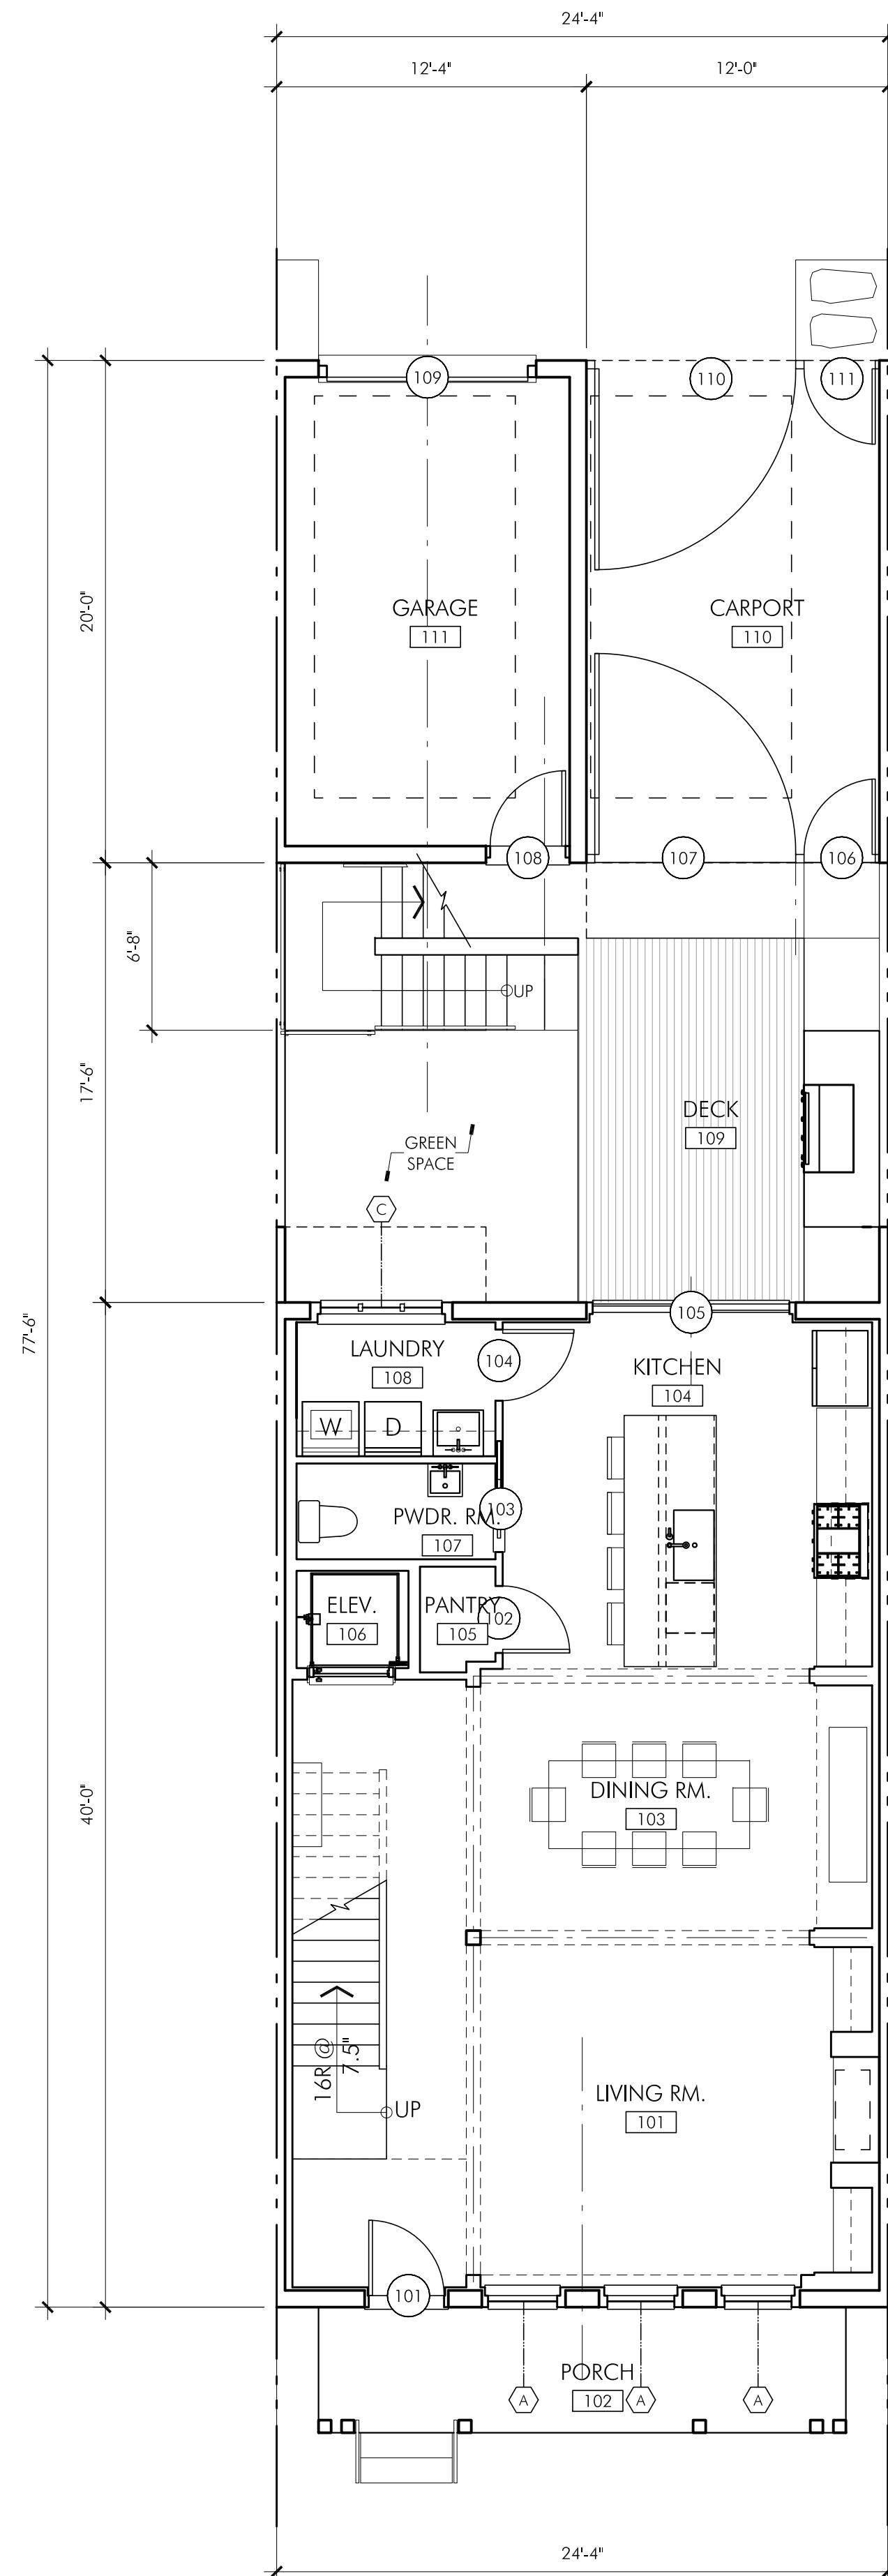 24'-4"
12'-4"
12'-0"
109
110
111
20'-0"
GARAGE
111
CARPORT
110
108
107
106
6'-8"
UP
17'-6"
DECK
109
GREEN
SPACE
C
77'-6"
105
LAUNDRY
108
104
KITCHEN
104
W
D
103
PWDR. RM.
107
ELEV.
106
PANTRY
105
102
40'-0"
DINING RM.
103
16R @
7.5"
UP
LIVING RM.
101
101
PORCH
102
A
A
A
24'-4"